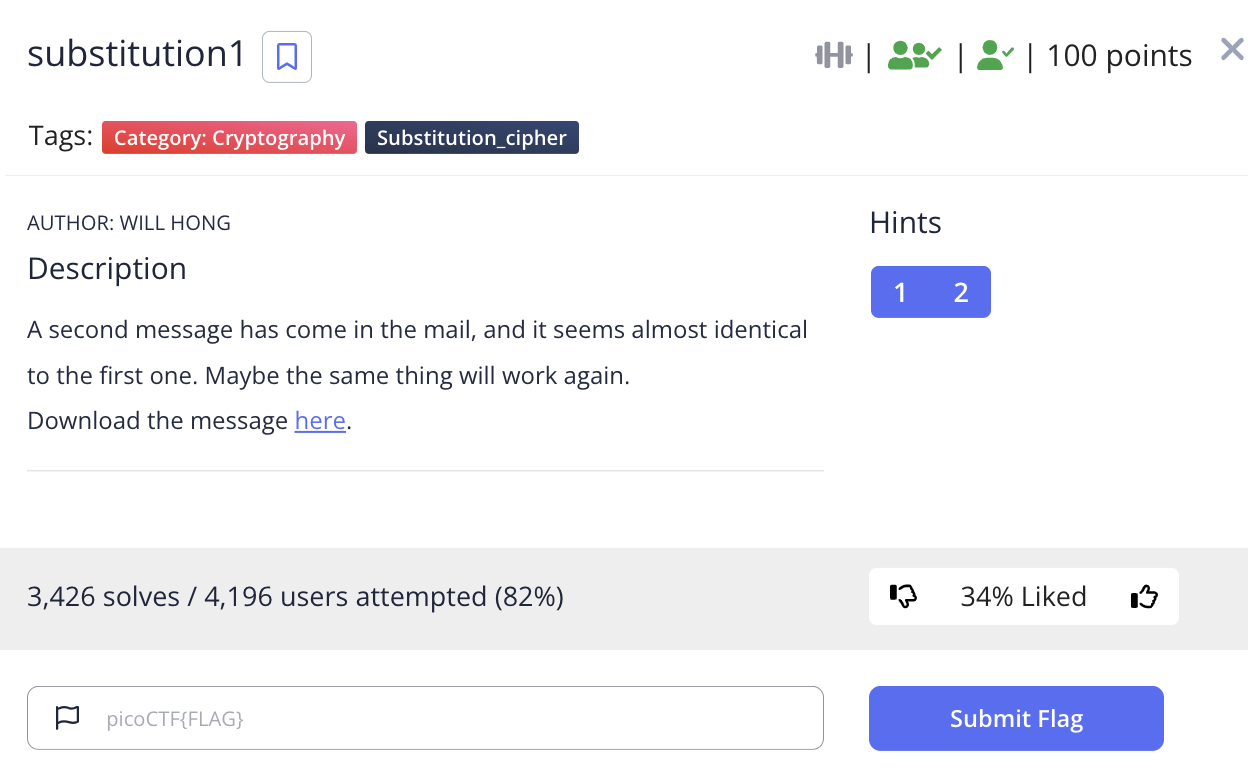 substitution1
| | | 100 points
Tags: Category: Cryptography Substitution_cipher
AUTHOR: WILL HONG
Hints
Description
1 2
A second message has come in the mail, and it seems almost identical
to the first one. Maybe the same thing will work again.
Download the message here.
3,426 solves / 4,196 users attempted (82%)
34% Liked
picoCTF{FLAG}
Submit Flag